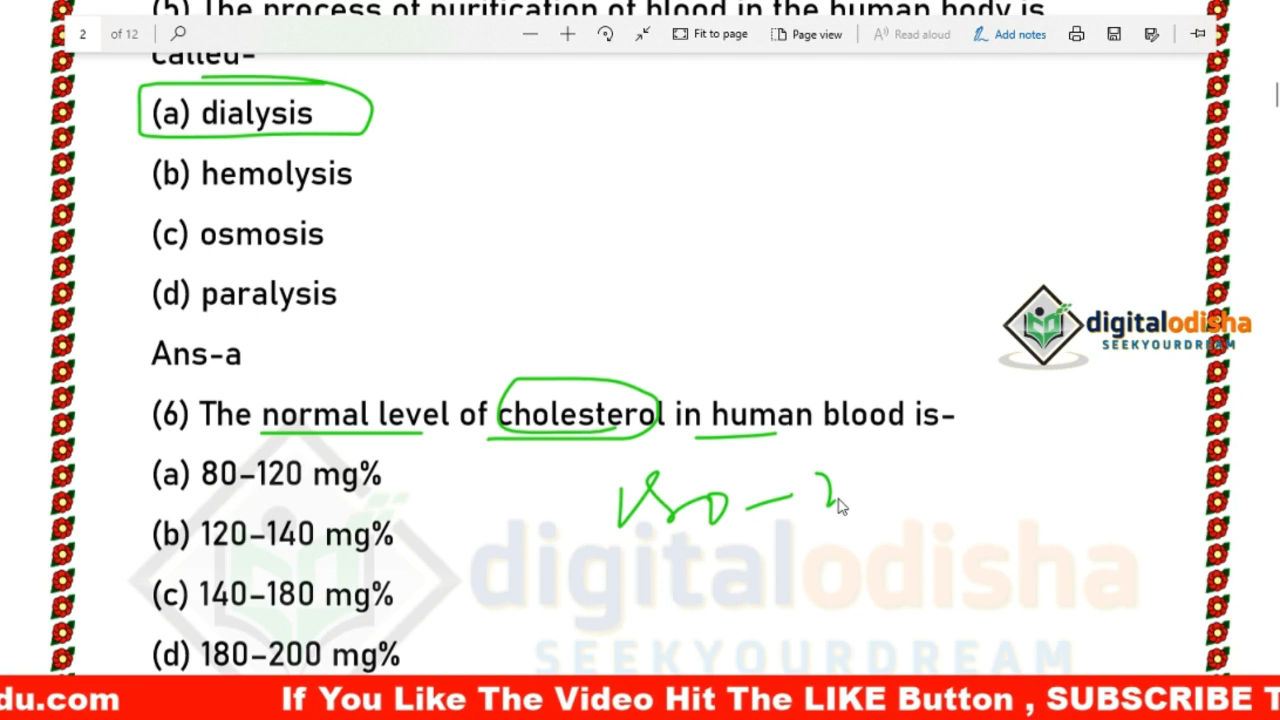 (5) The process of purification of blood in the human body is
2 of 12 Fit to page Page view Read aloud Add notes
called-
(a) dialysis
(b) hemolysis
(c) osmosis
(d) paralysis
digitalodisha
SEEKYOURDREAM
Ans-a
(6) The normal level of cholesterol in human blood is-
(a) 80-120 mg%
180 -
(b) 120-140 mg%
digitalodisha
(c) 140-180 mg%
(d) 180-200 mg%
SEEKYOURDREAM
du.com If You Like The Video Hit The LIKE Button , SUBSCRIBE T